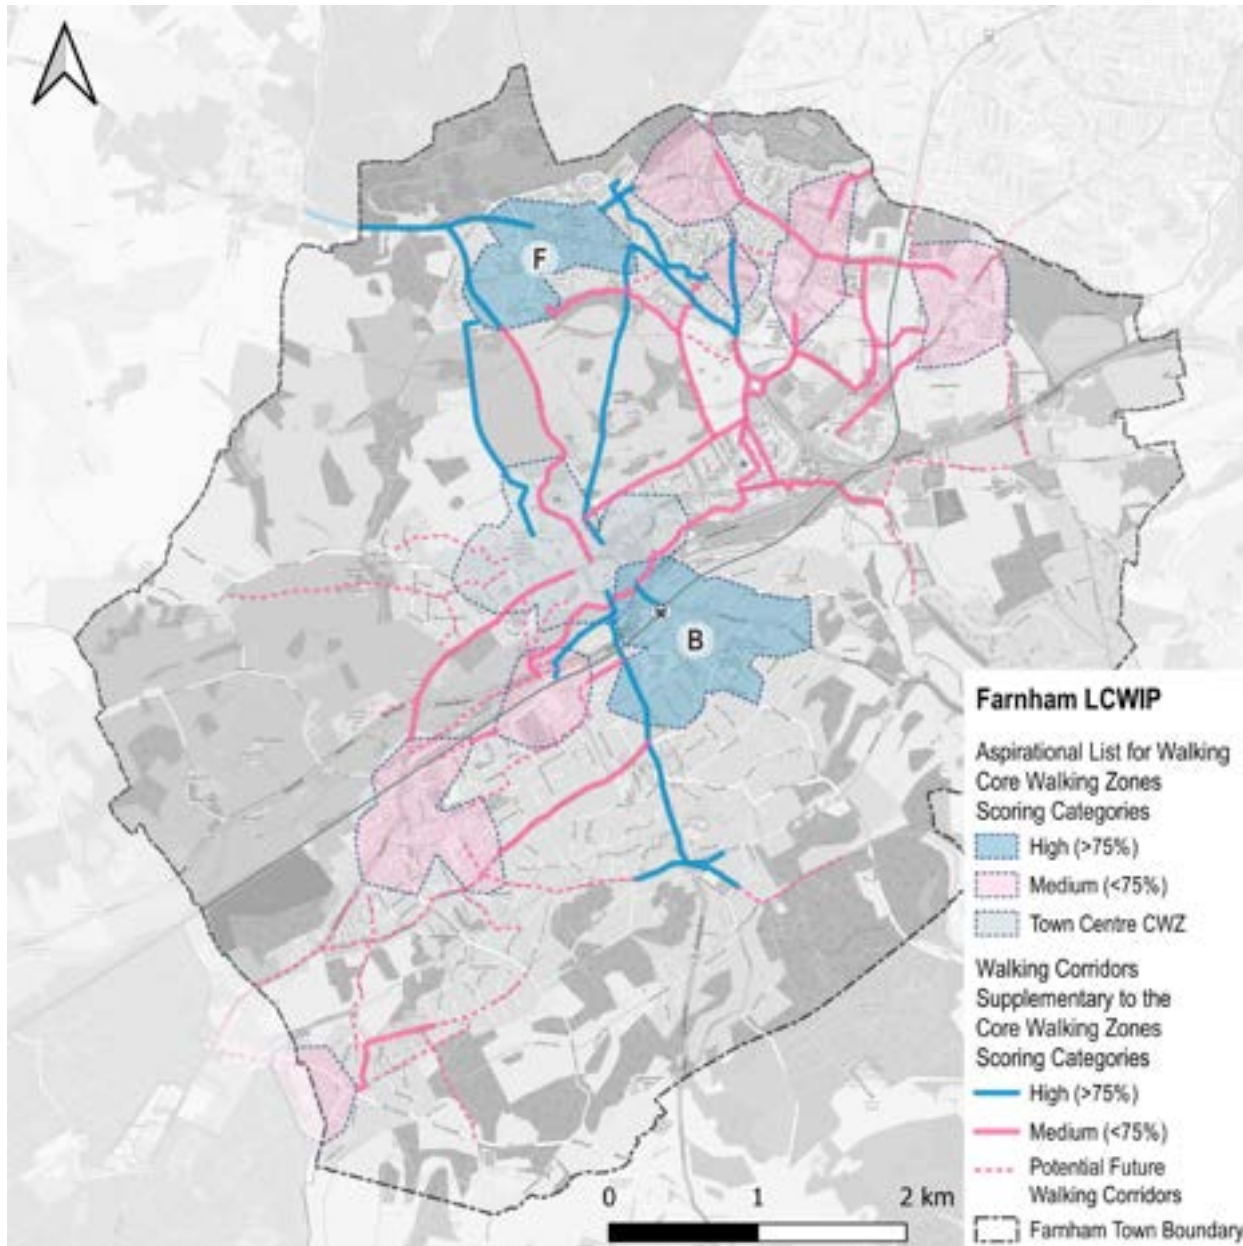 F
B
Farnham LCWIP
Aspirational List for Walking
Core Walking Zones
Scoring Categories
High (>75%)
Medium (<75%)
Town Centre CWZ
Walking Corridors
Supplementary to the
Core Walking Zones
Scoring Categories
High (>75%)
Medium (<75%)
Potential Future
Walking Corridors
Farnham Town Boundary
0 1 2 km